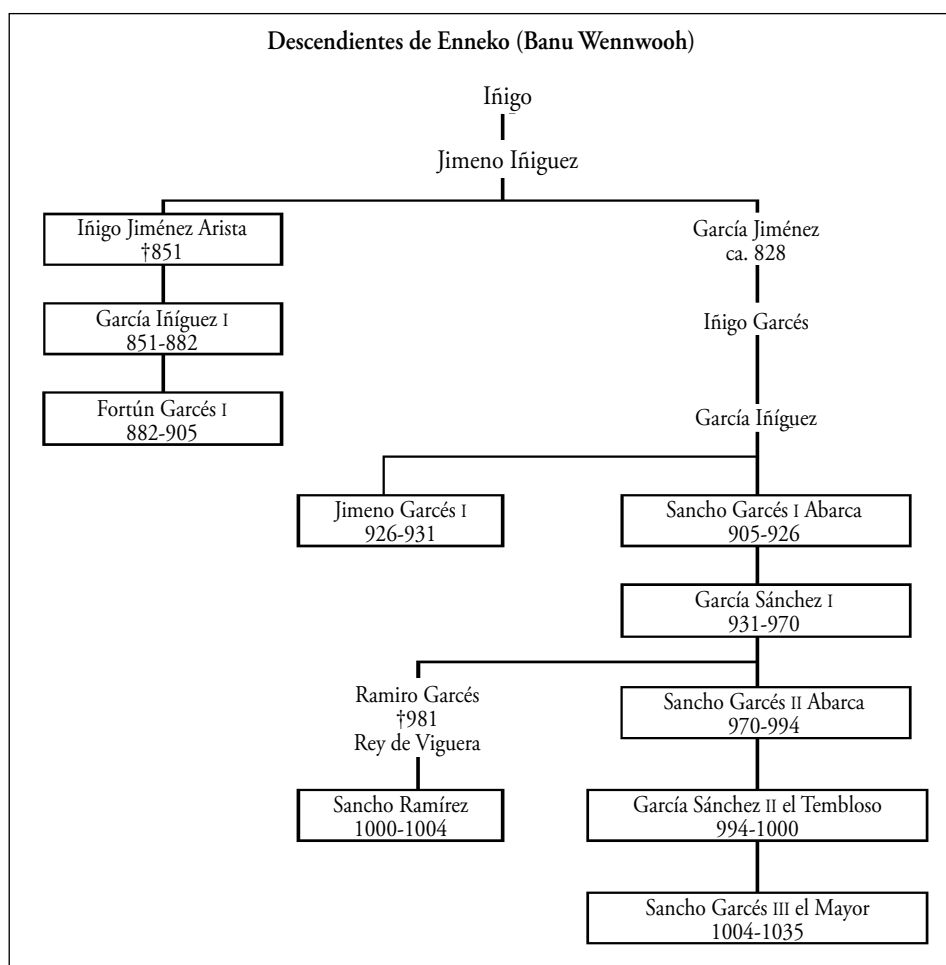 Descendientes de Enneko (Banu Wennwooh)
Iñigo
Jimeno Iñiguez
Iñigo Jiménez Arista
†851
García Jiménez
ca. 828
García Iñíguez I
851-882
Iñigo Garcés
Fortún Garcés I
882-905
García Iñíguez
Jimeno Garcés I
926-931
Sancho Garcés I Abarca
905-926
García Sánchez I
931-970
Ramiro Garcés
†981
Rey de Viguera
Sancho Garcés II Abarca
970-994
Sancho Ramírez
1000-1004
García Sánchez II el Tembloso
994-1000
Sancho Garcés III el Mayor
1004-1035